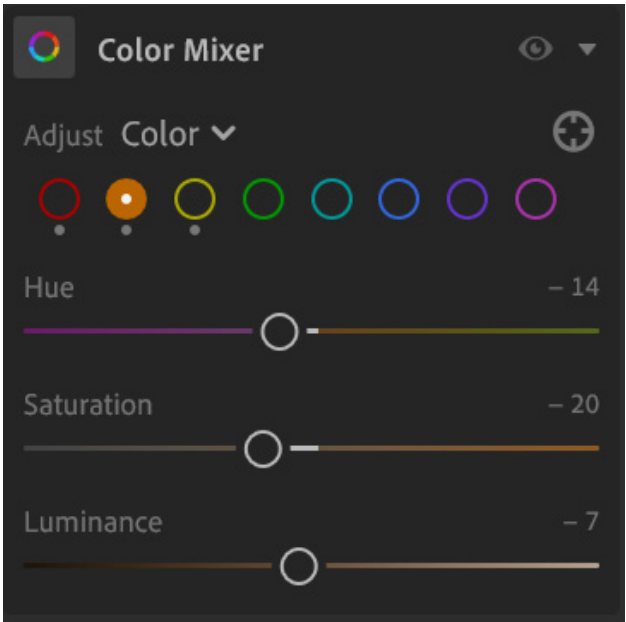 Color Mixer
Adjust Color
Hue – 14
Saturation – 20
Luminance – 7